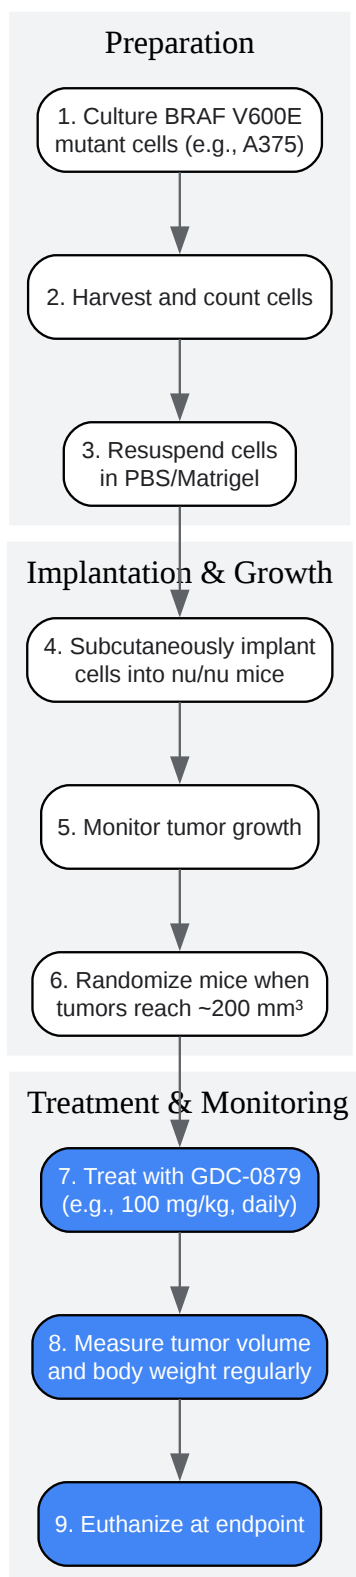 Preparation
1. Culture BRAF V600E
mutant cells (e.g., A375)
2. Harvest and count cells
3. Resuspend cells
in PBS/Matrigel
Implantation & Growth
4. Subcutaneously implant
cells into nu/nu mice
5. Monitor tumor growth
6. Randomize mice when
tumors reach ~200 mm³
Treatment & Monitoring
7. Treat with GDC-0879
(e.g., 100 mg/kg, daily)
8. Measure tumor volume
and body weight regularly
9. Euthanize at endpoint